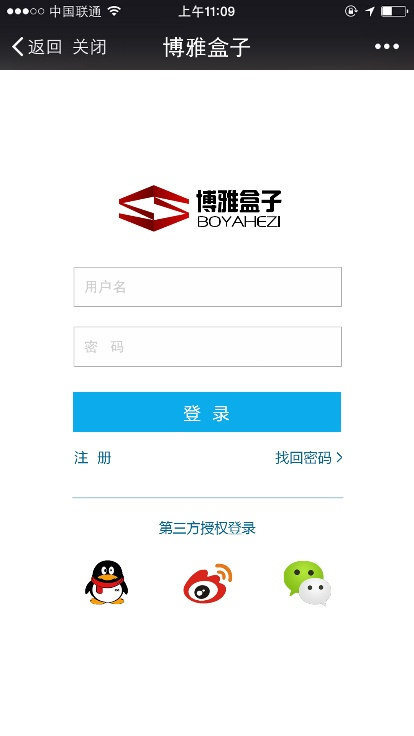 中国联通 上午11:09
返回 关闭 博雅盒子
博雅盒子
BOYAHEZI
用户名
密 码
登 录
注 册 找回密码
第三方授权登录